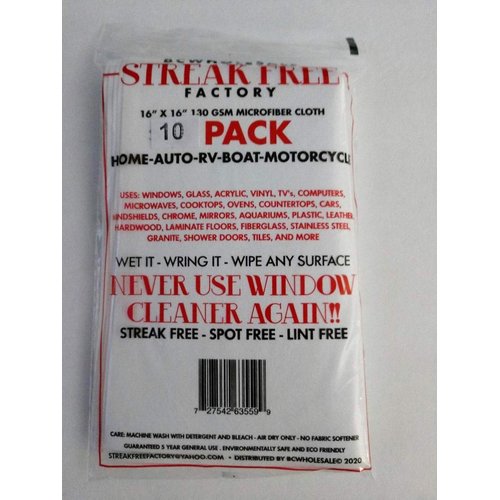 BCWHOLESALE
STREAK FREE
FACTORY
16" X 16" 130 GSM MICROFIBER CLOTH
10 PACK
HOME-AUTO-RV-BOAT-MOTORCYCLE
USES: WINDOWS, GLASS, ACRYLIC, VINYL, TV's, COMPUTERS,
MICROWAVES, COOKTOPS, OVENS, COUNTERTOPS, CARS,
WINDSHIELDS, CHROME, MIRRORS, AQUARIUMS, PLASTIC, LEATHER
HARDWOOD, LAMINATE FLOORS, FIBERGLASS, STAINLESS STEEL,
GRANITE, SHOWER DOORS, TILES, AND MORE
WET IT - WRING IT - WIPE ANY SURFACE
NEVER USE WINDOW
CLEANER AGAIN!!
STREAK FREE - SPOT FREE - LINT FREE
7 27542 63559 9
CARE: MACHINE WASH WITH DETERGENT AND BLEACH - AIR DRY ONLY - NO FABRIC SOFTENER
GUARANTEED 5 YEAR GENERAL USE . ENVIRONMENTALLY SAFE AND ECO FRIENDLY
STREAKFREEFACTORY@YAHOO.COM - DISTRIBUTED BY BCWHOLESALE© 2020